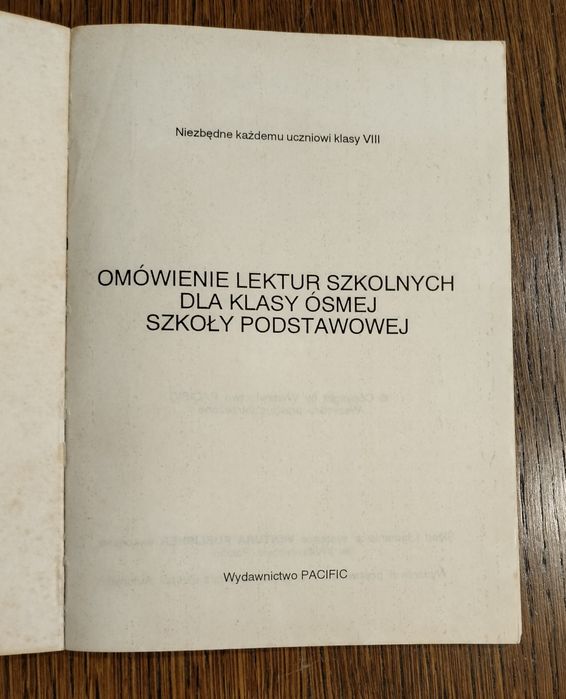 Niezbędne każdemu uczniowi klasy VIII
OMÓWIENIE LEKTUR SZKOLNYCH
DLA KLASY ÓSMEJ
SZKOŁY PODSTAWOWEJ
Wydawnictwo PACIFIC